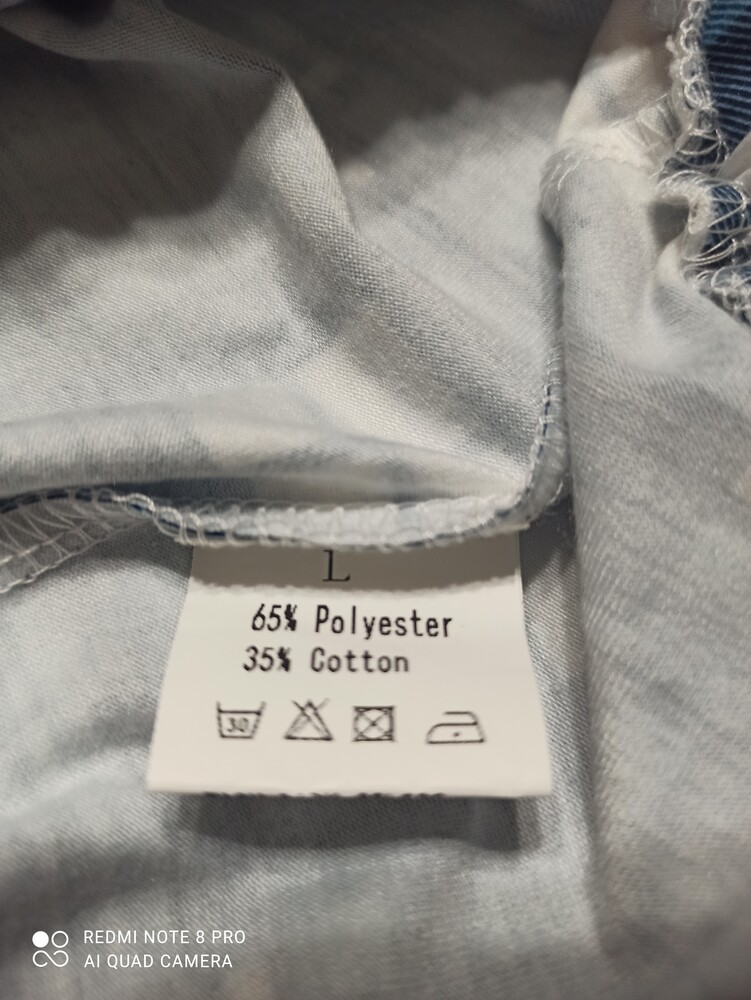 L
65% Polyester
35% Cotton
30
REDMI NOTE 8 PRO
AI QUAD CAMERA